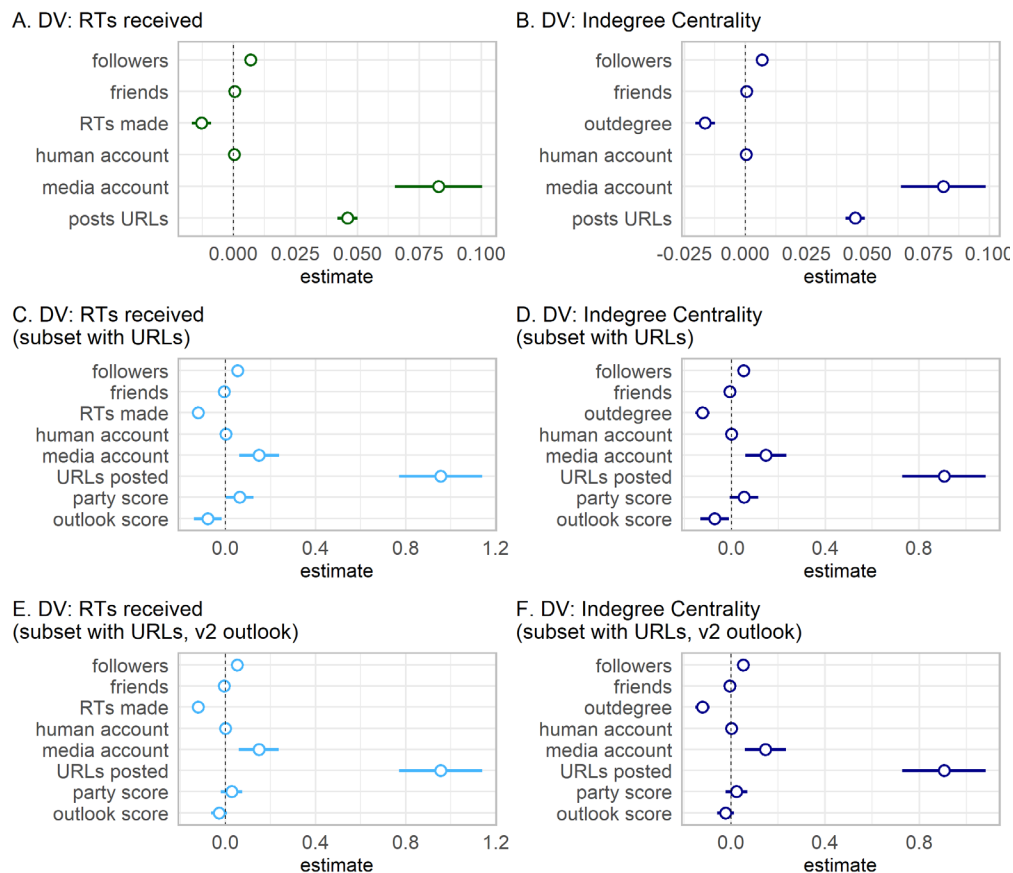 A. DV: RTs received
followers
friends
RTs made
human account
media account
posts URLs
0.000 0.025 0.050 0.075 0.100
estimate
B. DV: Indegree Centrality
followers
friends
outdegree
human account
media account
posts URLs
-0.025 0.000 0.025 0.050 0.075 0.100
estimate
C. DV: RTs received
(subset with URLs)
followers
friends
RTs made
human account
media account
URLs posted
party score
outlook score
0.0 0.4 0.8 1.2
estimate
D. DV: Indegree Centrality
(subset with URLs)
followers
friends
outdegree
human account
media account
URLs posted
party score
outlook score
0.0 0.4 0.8
estimate
E. DV: RTs received
(subset with URLs, v2 outlook)
followers
friends
RTs made
human account
media account
URLs posted
party score
outlook score
0.0 0.4 0.8 1.2
estimate
F. DV: Indegree Centrality
(subset with URLs, v2 outlook)
followers
friends
outdegree
human account
media account
URLs posted
party score
outlook score
0.0 0.4 0.8
estimate